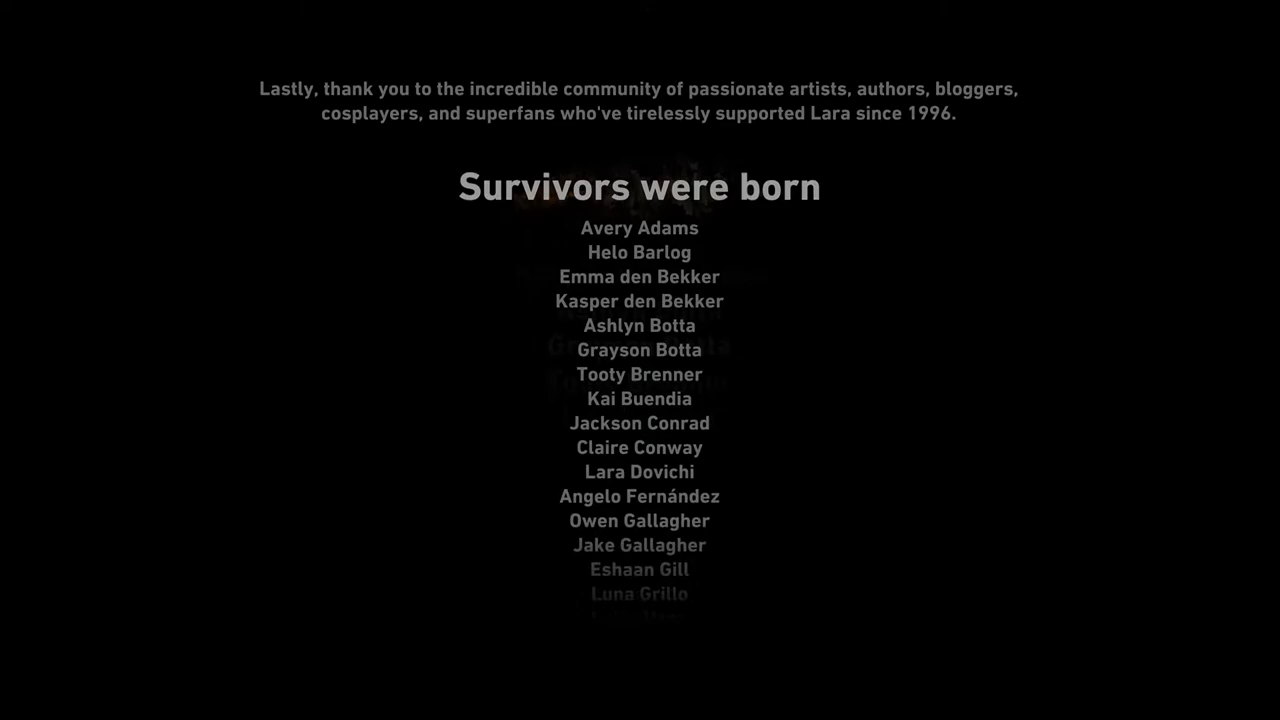 Lastly, thank you to the incredible community of passionate artists, authors, bloggers,
cosplayers, and superfans who've tirelessly supported Lara since 1996.
Survivors were born
Avery Adams
Helo Barlog
Emma den Bekker
Kasper den Bekker
Ashlyn Botta
Grayson Botta
Tooty Brenner
Kai Buendia
Jackson Conrad
Claire Conway
Lara Dovichi
Angelo Fernández
Owen Gallagher
Jake Gallagher
Eshaan Gill
Luna Grillo